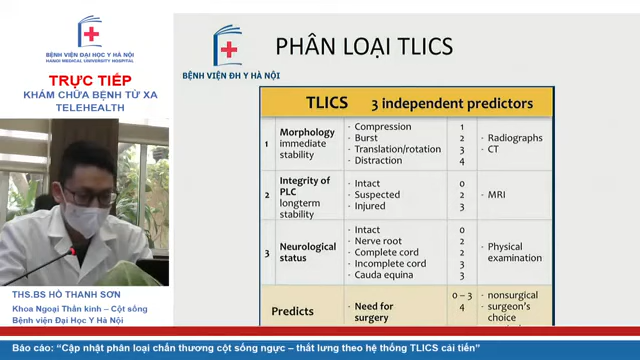 BỆNH VIỆN ĐẠI HỌC Y HÀ NỘI
HANOI MEDICAL UNIVERSITY HOSPITAL
TRỰC TIẾP
KHÁM CHỮA BỆNH TỪ XA
TELEHEALTH
THS.BS HỒ THANH SƠN
Khoa Ngoại Thần kinh – Cột sống
Bệnh viện Đại Học Y Hà Nội
BỆNH VIỆN ĐH Y HÀ NỘI
PHÂN LOẠI TLICS
TLICS 3 independent predictors
1 Morphology immediate stability
- Compression 1
- Burst 2
- Translation/rotation 3
- Distraction 4
- Radiographs
- CT
2 Integrity of PLC longterm stability
- Intact 0
- Suspected 2
- Injured 3
- MRI
3 Neurological status
- Intact 0
- Nerve root 2
- Complete cord 2
- Incomplete cord 3
- Cauda equina 3
- Physical examination
Predicts
- Need for surgery
0 – 3 - nonsurgical
4 - surgeon's choice
Báo cáo: “Cập nhật phân loại chấn thương cột sống ngực – thắt lưng theo hệ thống TLICS cải tiến”